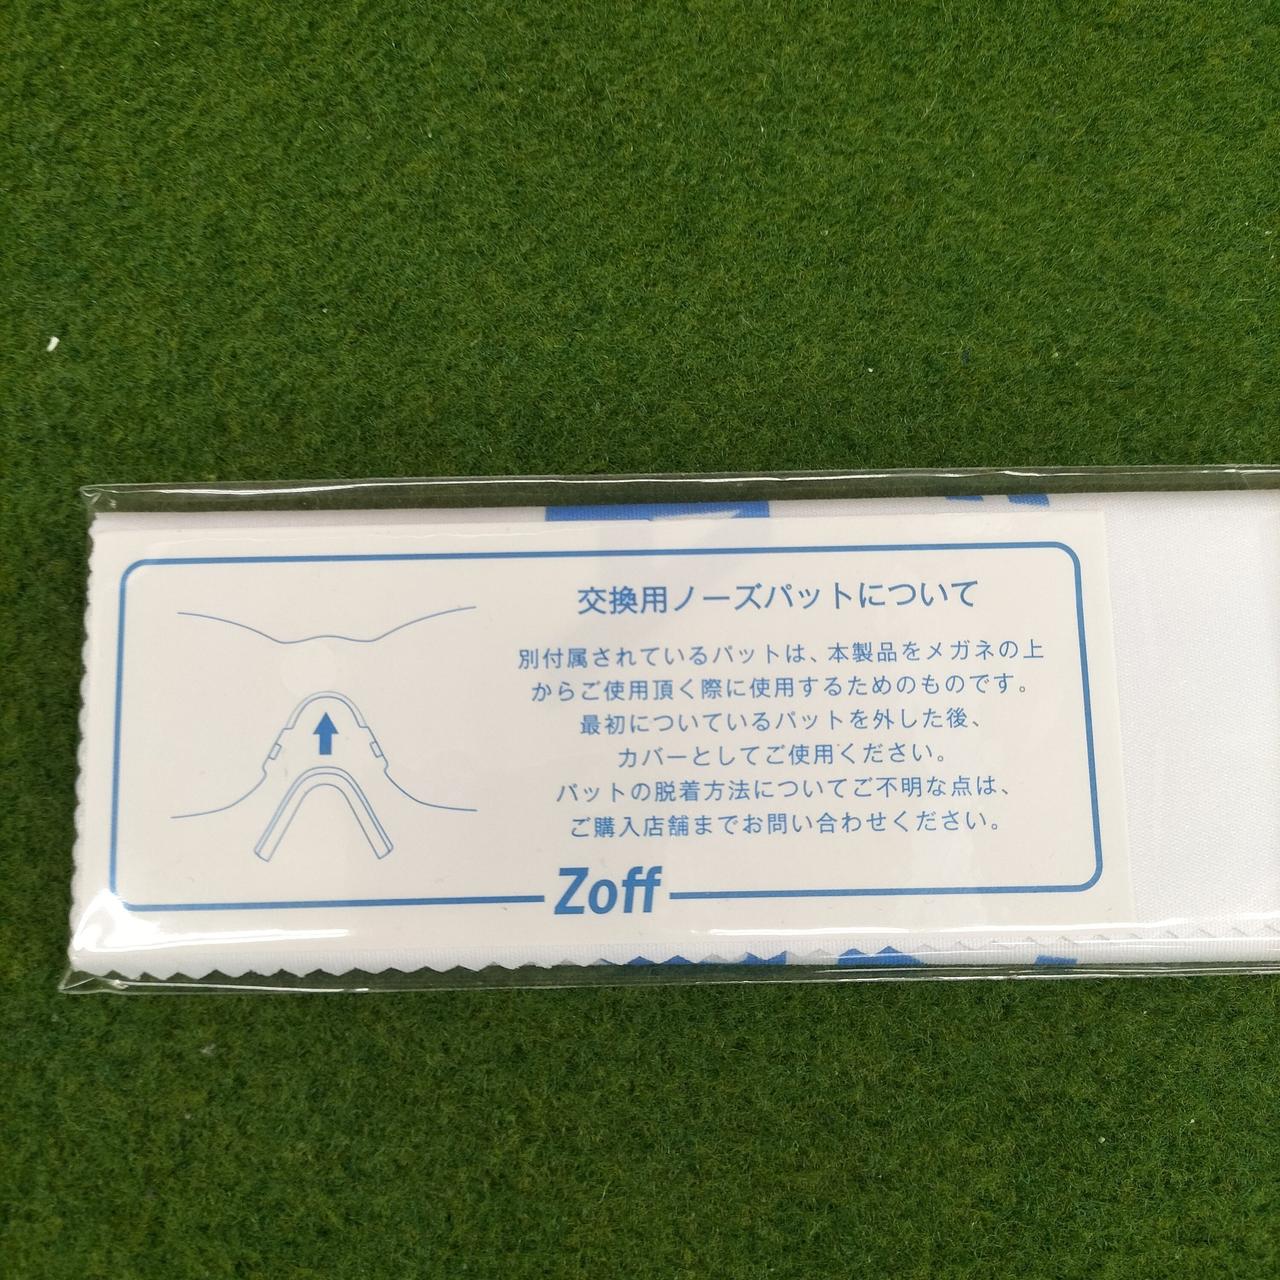 交換用ノーズパットについて
別付属されているパットは、本製品をメガネの上
からご使用頂く際に使用するためのものです。
最初についているパットを外した後、
カバーとしてご使用ください。
パットの脱着方法についてご不明な点は、
ご購入店舗までお問い合わせください。
Zoff